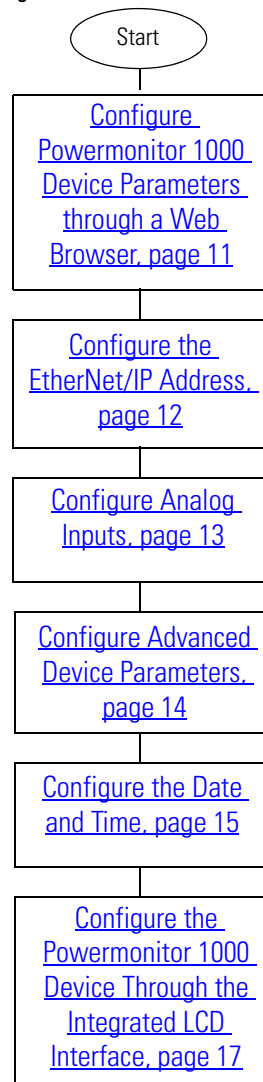 Start
Configure
Powermonitor 1000
Device Parameters
through a Web
Browser, page 11
Configure the
EtherNet/IP Address,
page 12
Configure Analog
Inputs, page 13
Configure Advanced
Device Parameters,
page 14
Configure the Date
and Time, page 15
Configure the
Powermonitor 1000
Device Through the
Integrated LCD
Interface, page 17